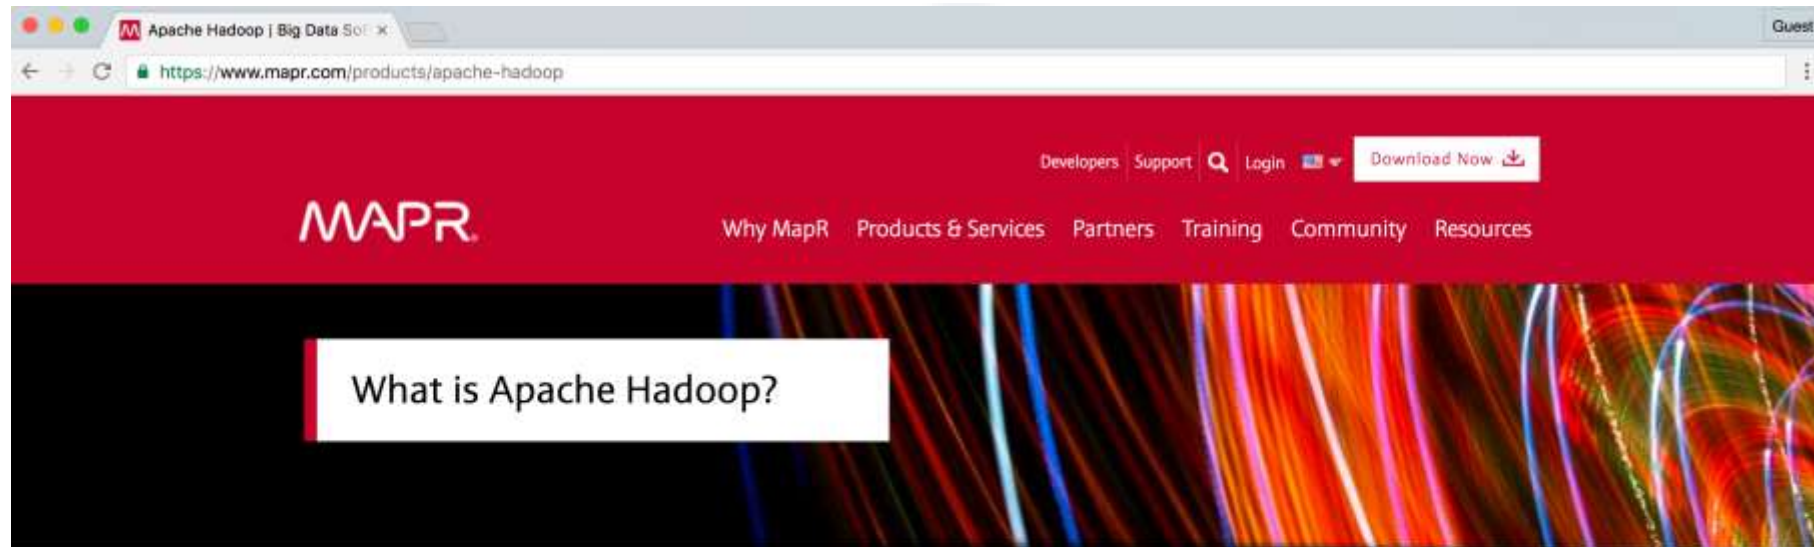 Apache Hadoop | Big Data Sol
Guest
https://www.mapr.com/products/apache-hadoop
Developers Support Login Download Now
MAPR
Why MapR Products & Services Partners Training Community Resources
What is Apache Hadoop?